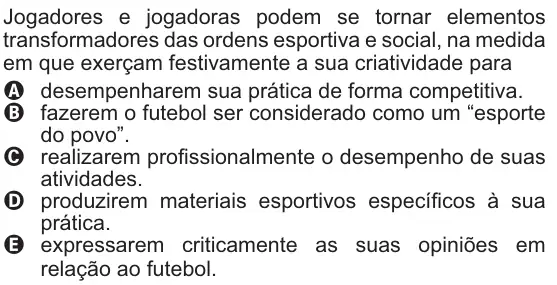 Jogadores e jogadoras podem se tornar elementos
transformadores das ordens esportiva e social, na medida
em que exerçam festivamente a sua criatividade para
A desempenharem sua prática de forma competitiva.
B fazerem o futebol ser considerado como um “esporte
do povo”.
C realizarem profissionalmente o desempenho de suas
atividades.
D produzirem materiais esportivos específicos à sua
prática.
E expressarem criticamente as suas opiniões em
relação ao futebol.